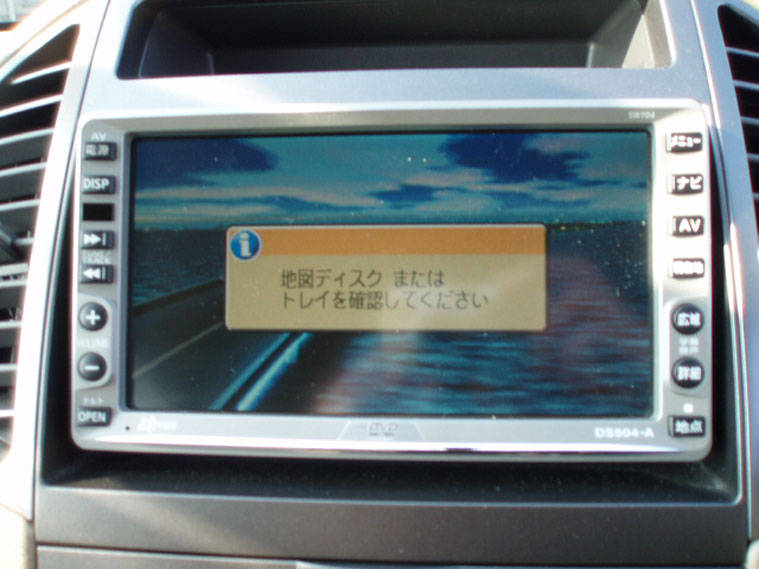 AV
電源
DISP
OPEN
メニュー
ナビ
AV
広域
詳細
地点
地図ディスク または
トレイを確認してください
DVD
DS504-A